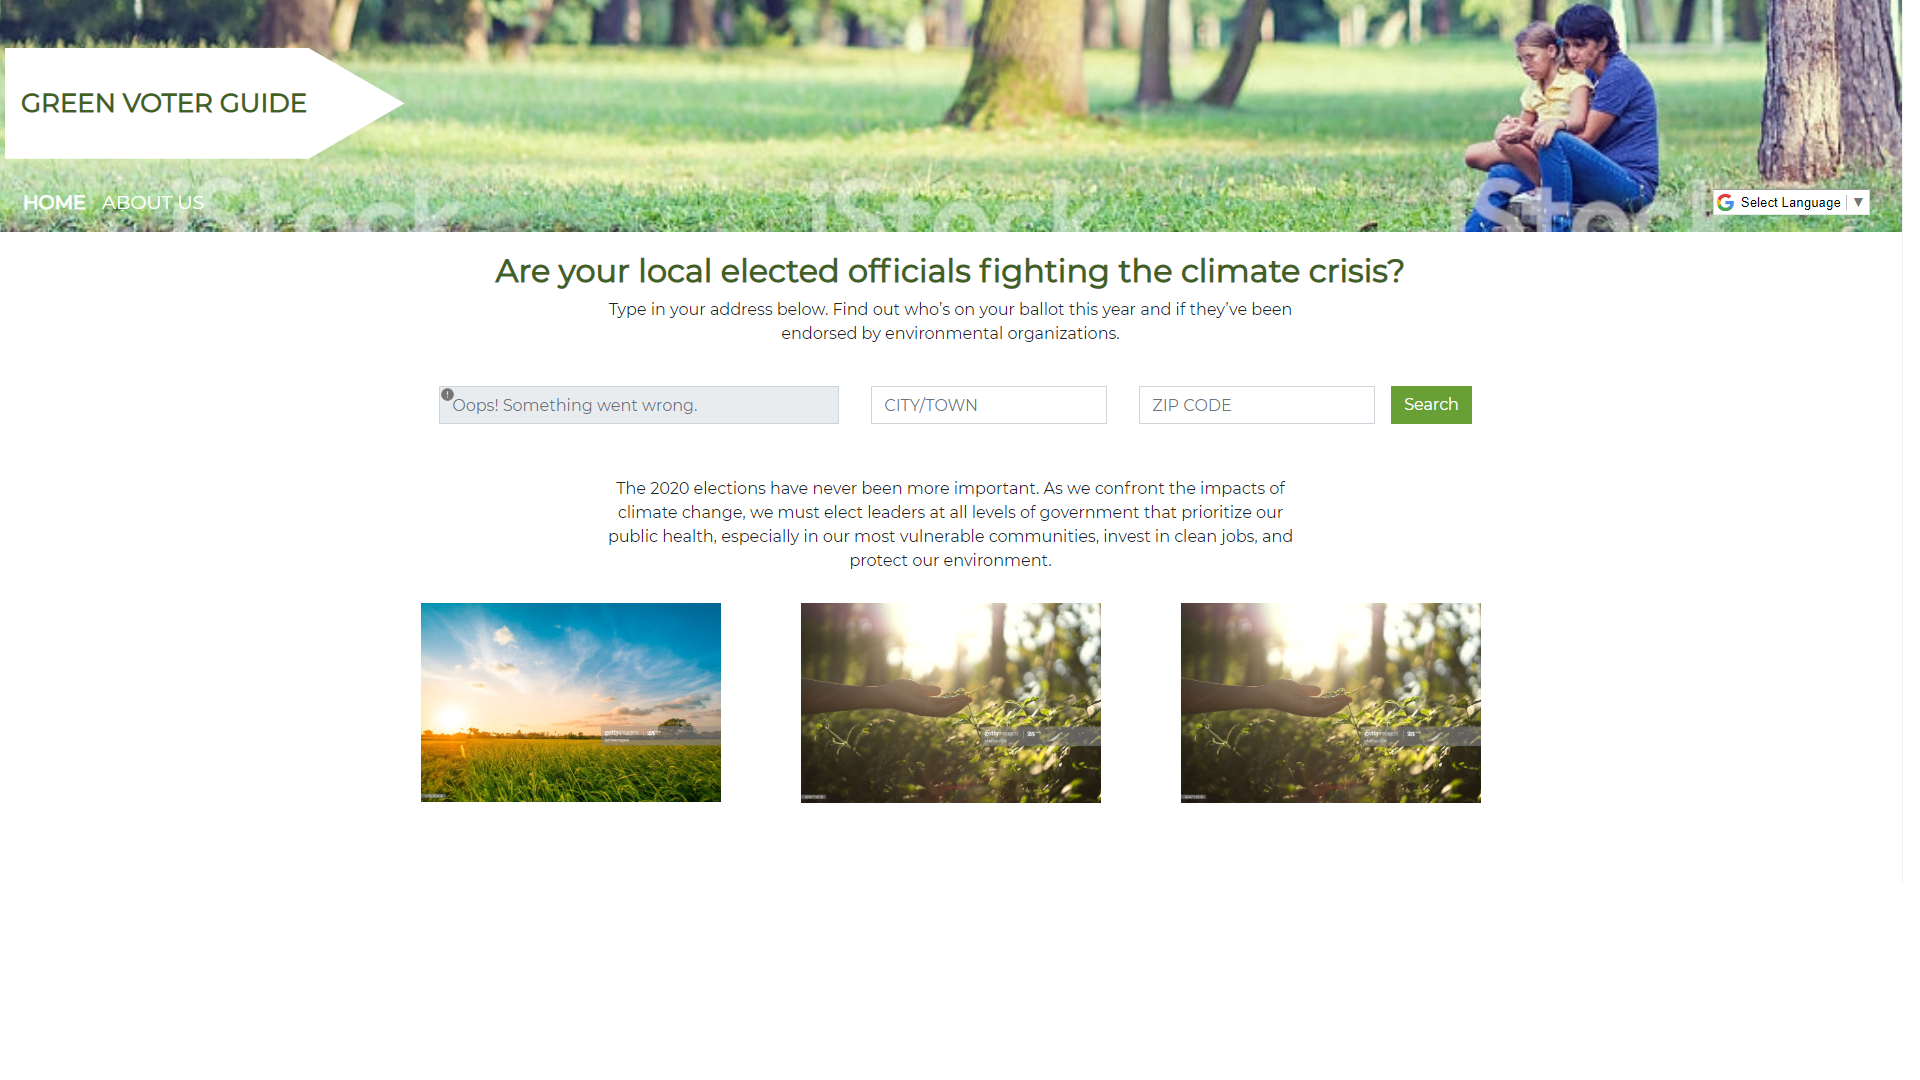 GREEN VOTER GUIDE
HOME ABOUT US
iStock iStock iStock
Select Language ▼
Are your local elected officials fighting the climate crisis?
Type in your address below. Find out who’s on your ballot this year and if they’ve been
endorsed by environmental organizations.
Oops! Something went wrong. CITY/TOWN ZIP CODE Search
The 2020 elections have never been more important. As we confront the impacts of
climate change, we must elect leaders at all levels of government that prioritize our
public health, especially in our most vulnerable communities, invest in clean jobs, and
protect our environment.
gettyimages gettyimages gettyimages